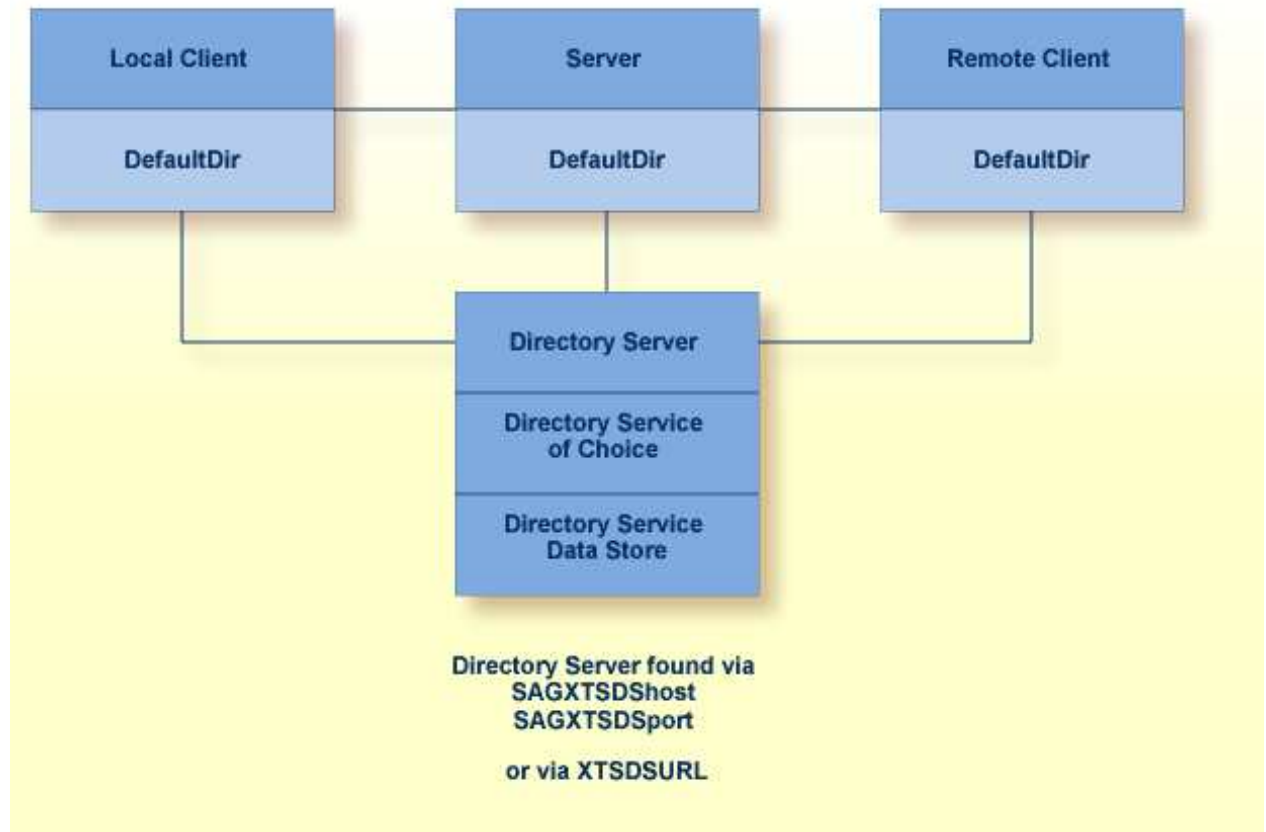 Local Client
Server
Remote Client
DefaultDir
DefaultDir
DefaultDir
Directory Server
Directory Service
of Choice
Directory Service
Data Store
Directory Server found via
SAGXTSDShost
SAGXTSDSport
or via XTSDSURL